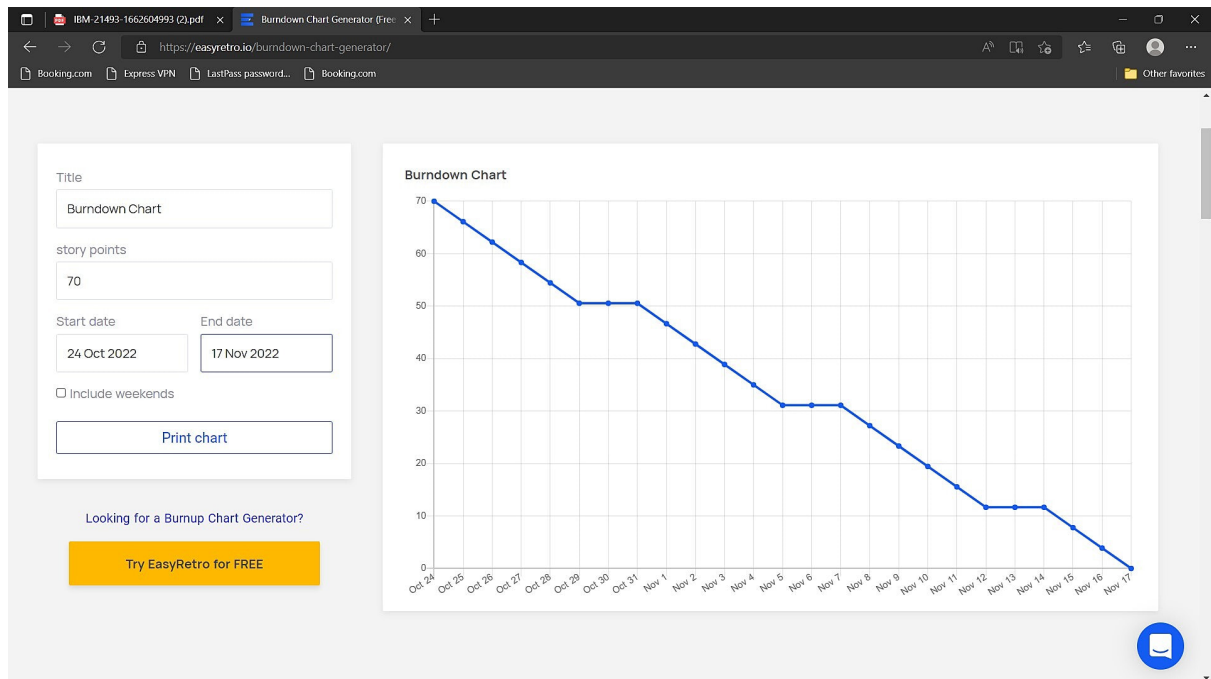 IBM-21493-1662604993 (2).pdf
Burndown Chart Generator (Free
https://easyretro.io/burndown-chart-generator/
Booking.com Express VPN LastPass password... Booking.com Other favorites
Title
Burndown Chart
story points
70
Start date End date
24 Oct 2022 17 Nov 2022
Include weekends
Print chart
Looking for a Burnup Chart Generator?
Try EasyRetro for FREE
Burndown Chart
70
60
50
40
30
20
10
0
Oct 24 Oct 25 Oct 26 Oct 27 Oct 28 Oct 29 Oct 30 Oct 31 Nov 1 Nov 2 Nov 3 Nov 4 Nov 5 Nov 6 Nov 7 Nov 8 Nov 9 Nov 10 Nov 11 Nov 12 Nov 13 Nov 14 Nov 15 Nov 16 Nov 17